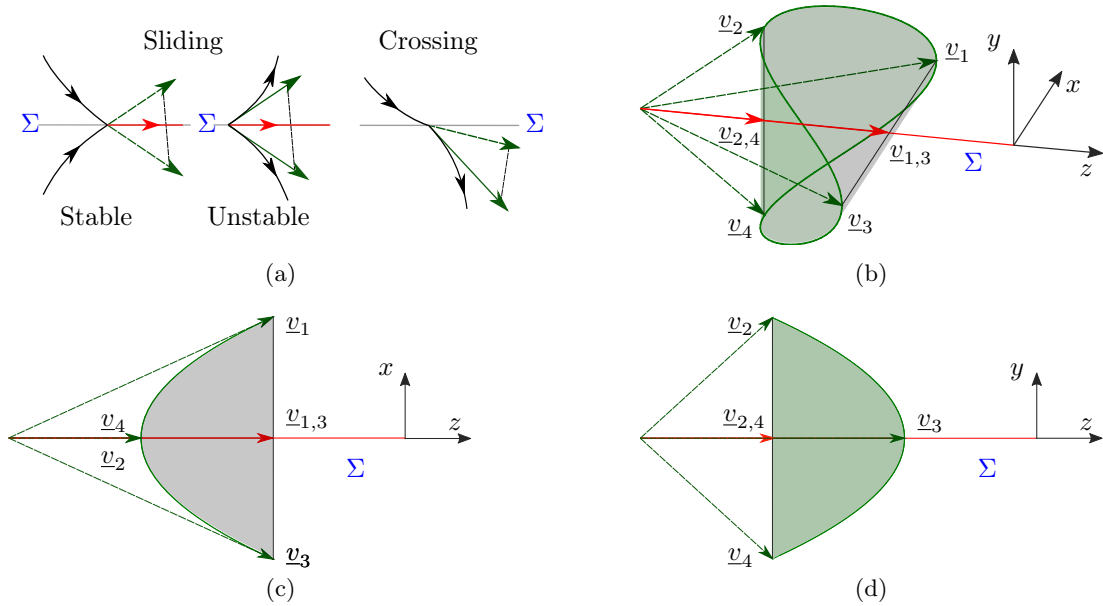 Sliding
Crossing
Σ
Σ
Σ
Stable
Unstable
(a)
v₂
v₁
y
x
v₂,₄
v₁,₃
Σ
z
v₄
v₃
(b)
v₁
x
v₄
v₁,₃
z
v₂
Σ
v₃
(c)
v₂
y
v₂,₄
v₃
z
Σ
v₄
(d)